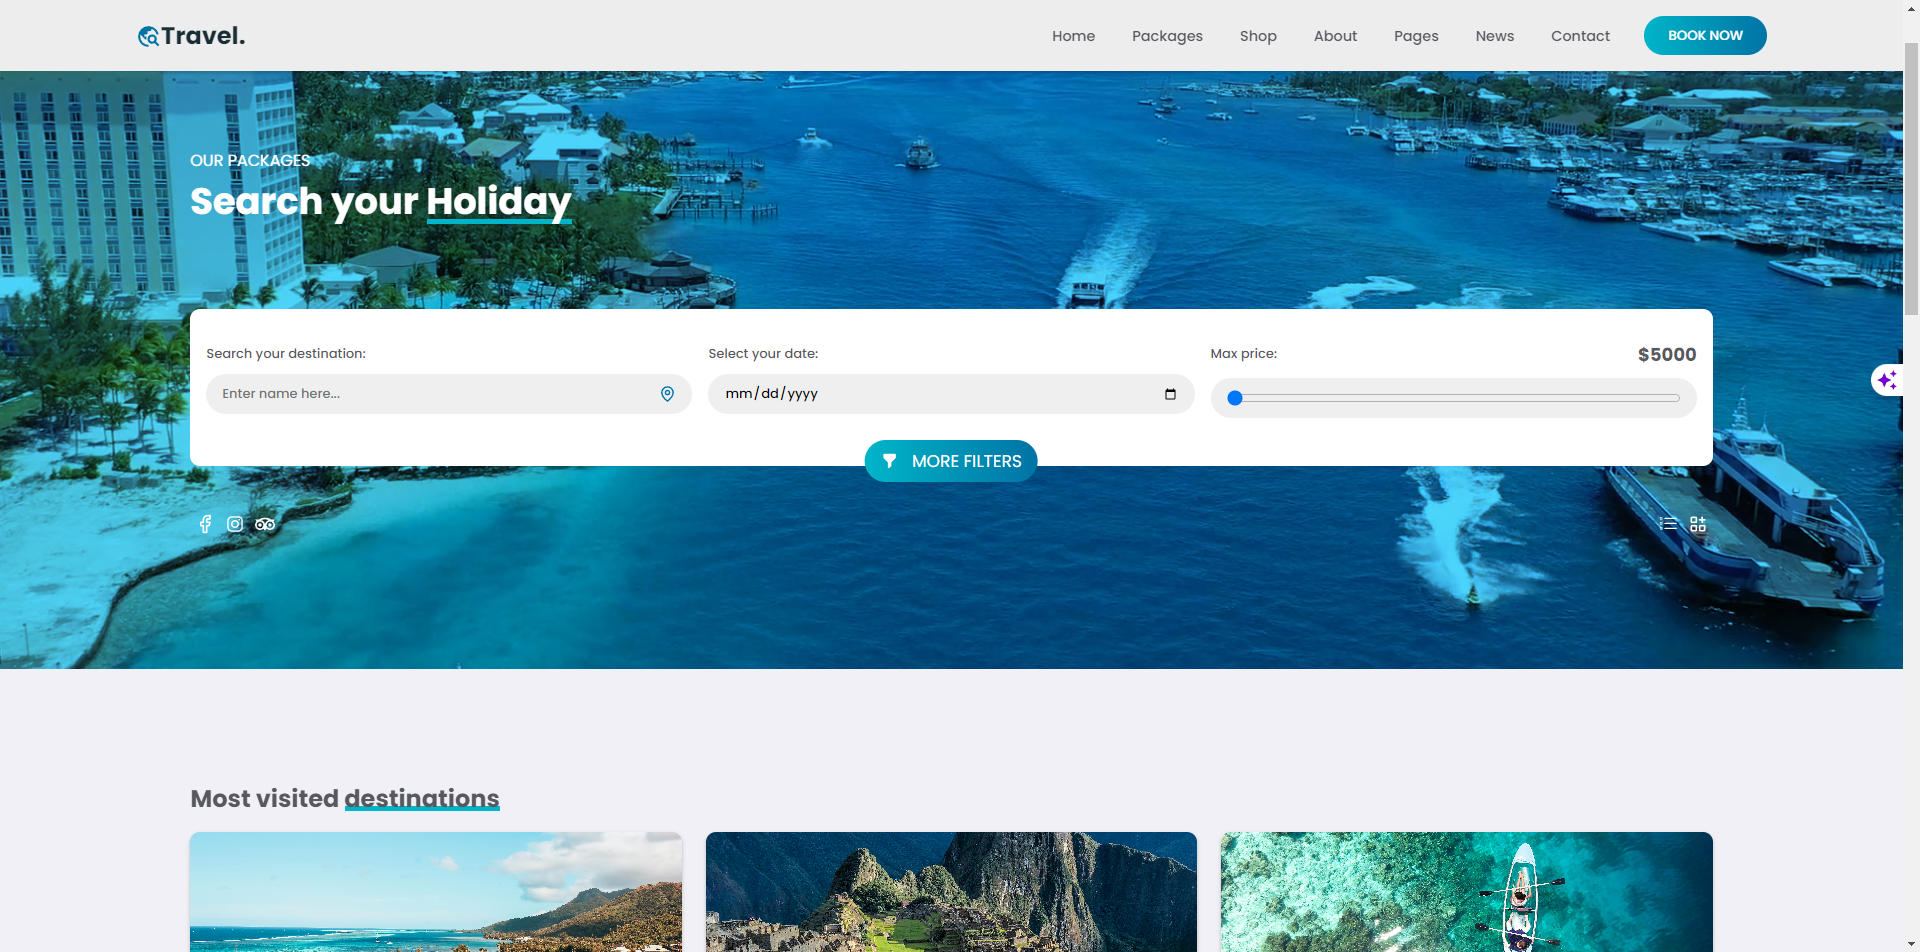 Travel.
Home Packages Shop About Pages News Contact BOOK NOW
OUR PACKAGES
Search your Holiday
Search your destination: Select your date: Max price: $5000
Enter name here... mm/dd/yyyy
MORE FILTERS
Most visited destinations